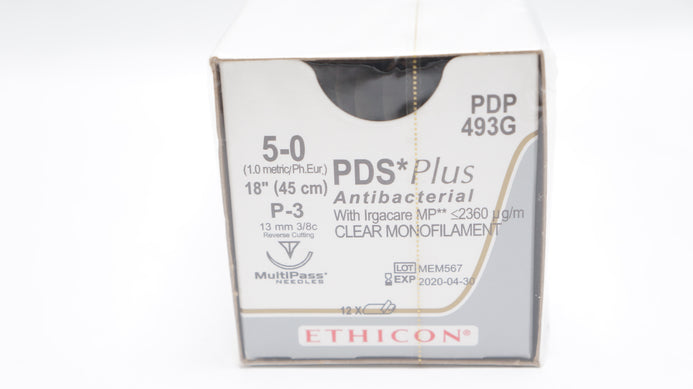 PDP
493G
5-0
(1.0 metric/Ph.Eur.)
18" (45 cm)
P-3
13 mm 3/8c
Reverse Cutting
MultiPass®
NEEDLES
PDS*Plus
Antibacterial
With Irgacare MP** ≤2360 µg/m
CLEAR MONOFILAMENT
LOT MEM567
EXP 2020-04-30
12 X
ETHICON®